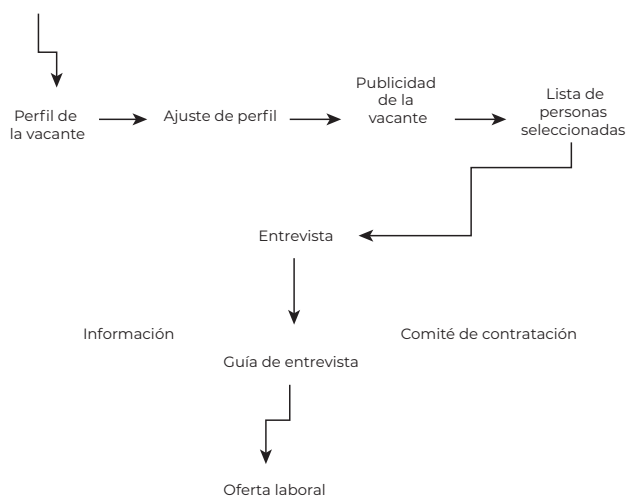 Perfil de
la vacante
Ajuste de perfil
Publicidad
de la
vacante
Lista de
personas
seleccionadas
Entrevista
Información
Comité de contratación
Guía de entrevista
Oferta laboral